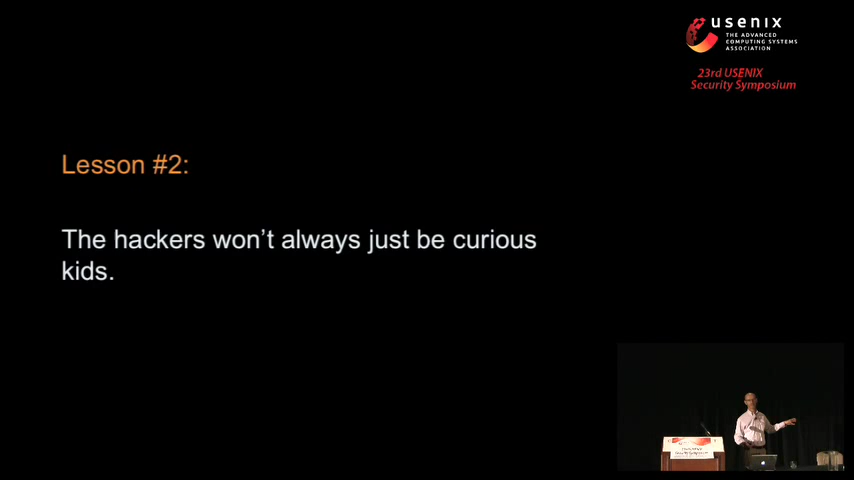 usenix
THE ADVANCED
COMPUTING SYSTEMS
ASSOCIATION
23rd USENIX
Security Symposium
Lesson #2:
The hackers won't always just be curious
kids.